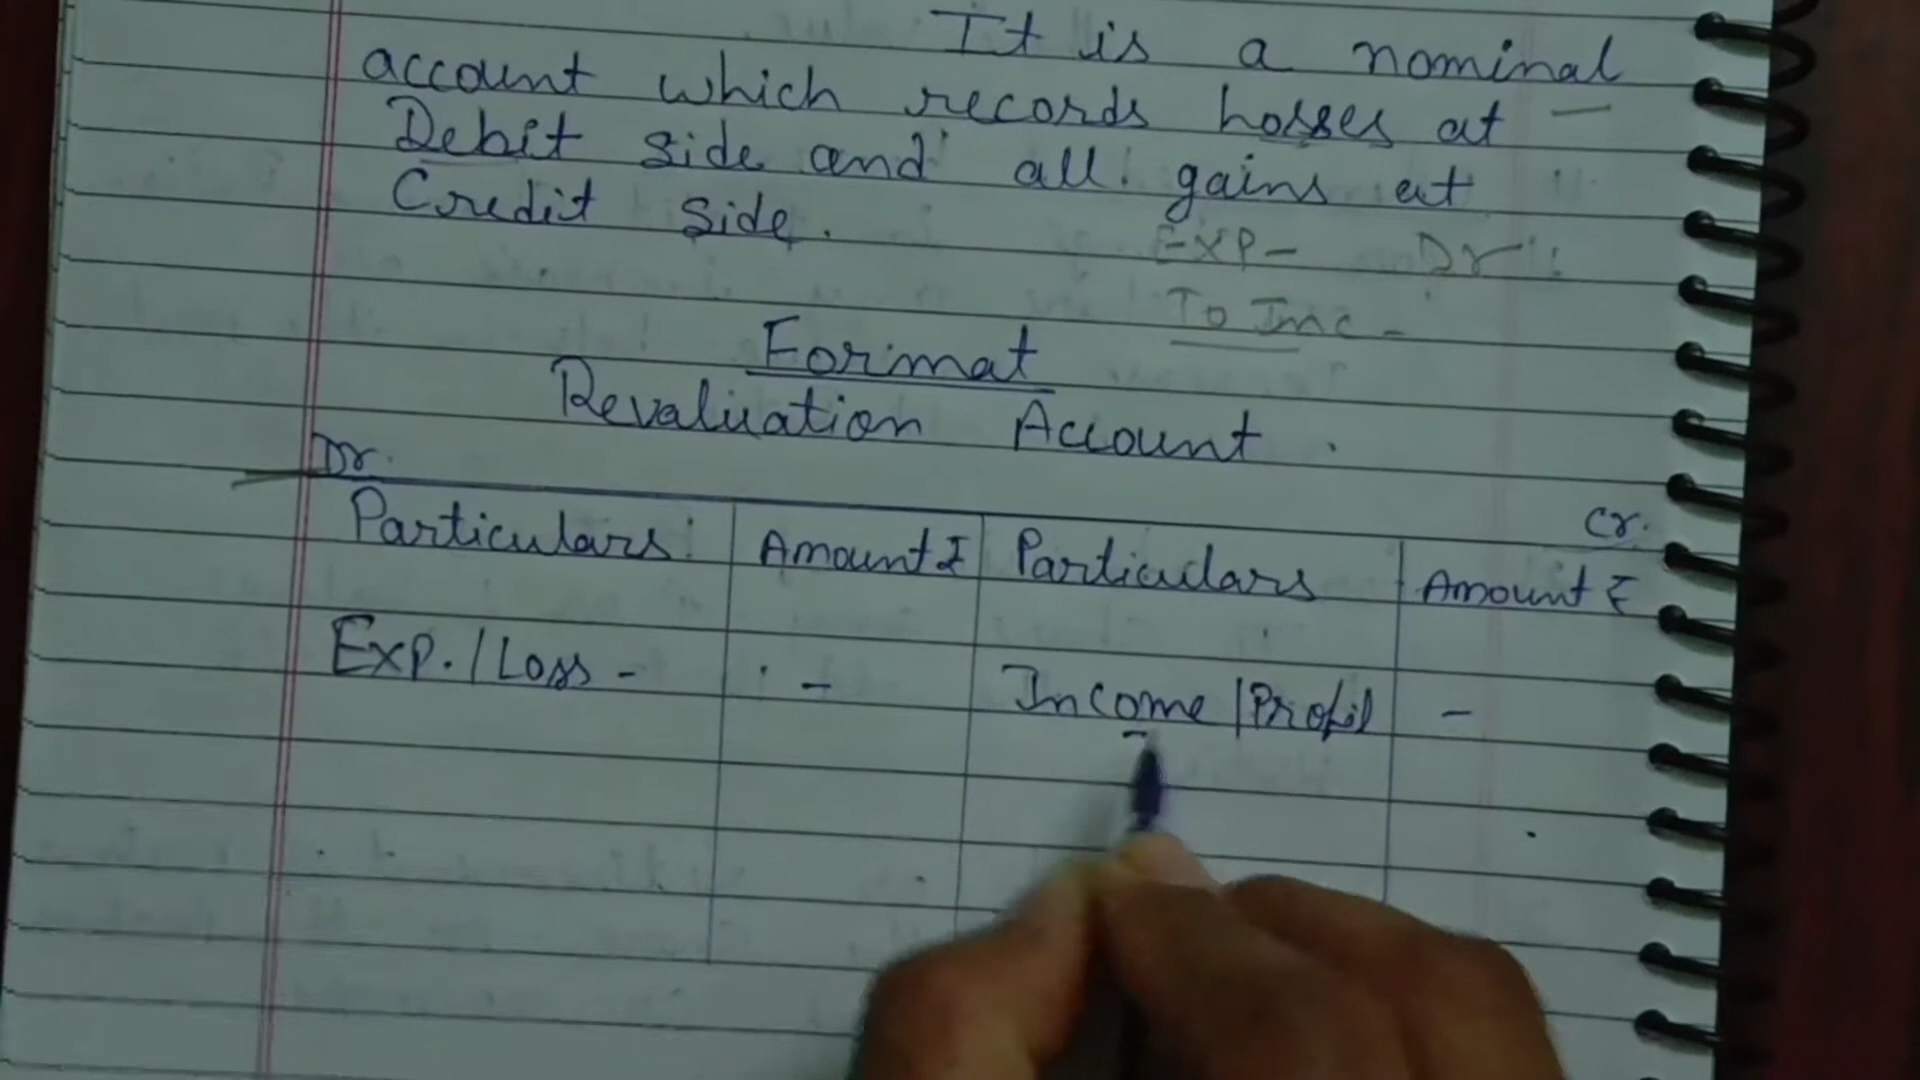 It is a nominal
account which records losses at -
Debit side and all gains at
Credit side.
Exp- Dr
To Inc -
Format
Revaluation Account.
Dr. Cr.
Particulars Amount ₹ Particulars Amount ₹
Exp./Loss - - Income/Profit -